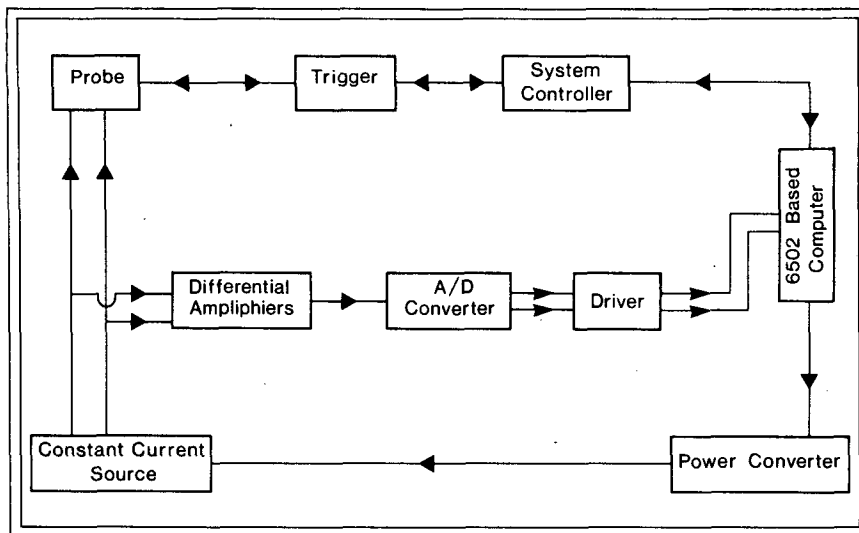 Probe
Trigger
System
Controller
6502 Based
Computer
Differential
Ampliphiers
A/D
Converter
Driver
Constant Current
Source
Power Converter